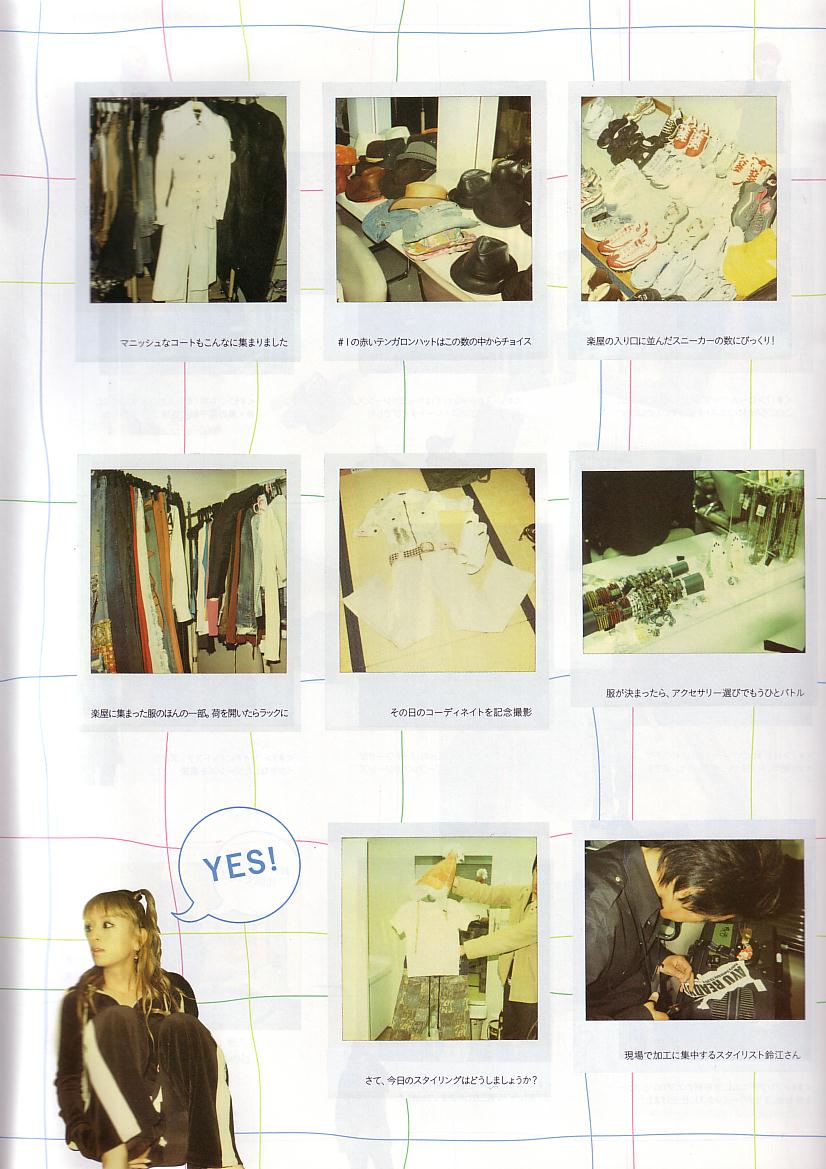 マニッシュなコートもこんなに集まりました
#1の赤いテンガロンハットはこの数の中からチョイス
楽屋の入り口に並んだスニーカーの数にびっくり!
楽屋に集まった服のほんの一部。荷を開いたらラックに
その日のコーディネイトを記念撮影
服が決まったら、アクセサリー選びでもうひとバトル
YES!
さて、今日のスタイリングはどうしましょうか?
AYU READY
現場で加工に集中するスタイリスト鈴江さん